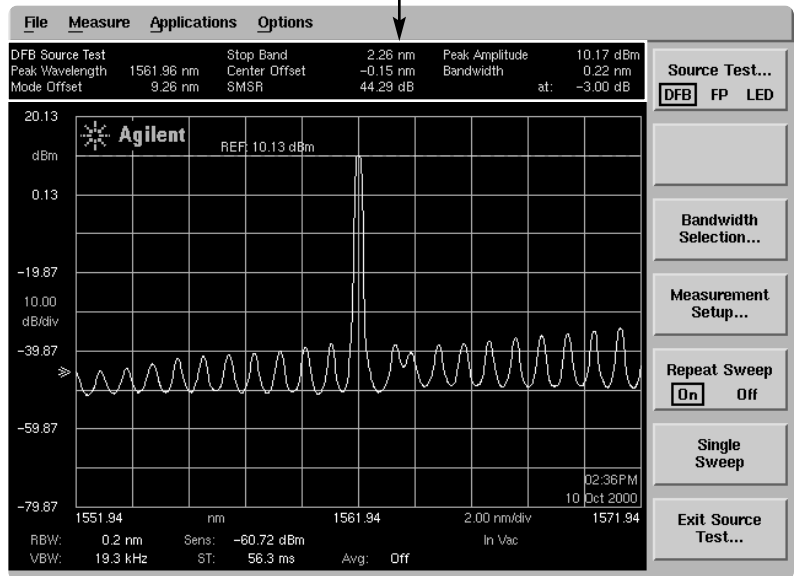 File Measure Applications Options
DFB Source Test Stop Band 2.26 nm Peak Amplitude 10.17 dBm
Peak Wavelength 1561.96 nm Center Offset −0.15 nm Bandwidth 0.22 nm
Mode Offset 9.26 nm SMSR 44.29 dB at: −3.00 dB
Source Test...
DFB FP LED
Bandwidth
Selection...
Measurement
Setup...
Repeat Sweep
On Off
Single
Sweep
Exit Source
Test...
20.13
Agilent
REF: 10.13 dBm
dBm
0.13
−19.87
10.00
dB/div
−39.87
−59.87
02:36PM
10 Oct 2000
−79.87
1551.94 nm 1561.94 2.00 nm/div 1571.94
RBW: 0.2 nm Sens: −60.72 dBm In Vac
VBW: 19.3 kHz ST: 56.3 ms Avg: Off